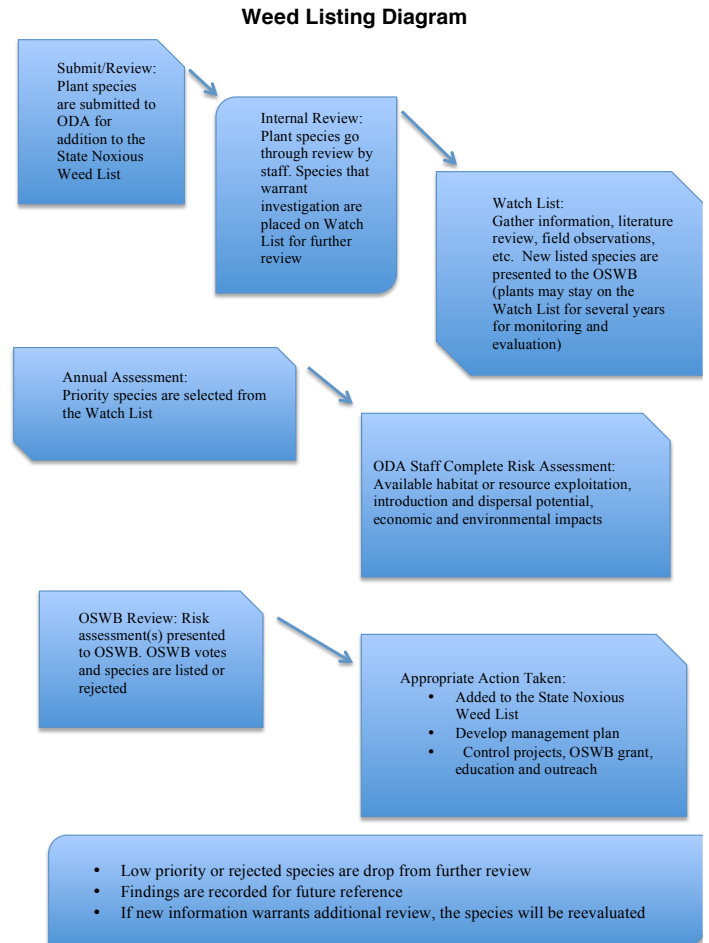 Weed Listing Diagram
Submit/Review:
Plant species
are submitted to
ODA for
addition to the
State Noxious
Weed List
Internal Review:
Plant species go
through review by
staff. Species that
warrant
investigation are
placed on Watch
List for further
review
Watch List:
Gather information, literature
review, field observations,
etc.  New listed species are
presented to the OSWB
(plants may stay on the
Watch List for several years
for monitoring and
evaluation)
Annual Assessment:
Priority species are selected from
the Watch List
ODA Staff Complete Risk Assessment:
Available habitat or resource exploitation,
introduction and dispersal potential,
economic and environmental impacts
OSWB Review: Risk
assessment(s) presented
to OSWB. OSWB votes
and species are listed or
rejected
Appropriate Action Taken:
• Added to the State Noxious
Weed List
• Develop management plan
• Control projects, OSWB grant,
education and outreach
• Low priority or rejected species are drop from further review
• Findings are recorded for future reference
• If new information warrants additional review, the species will be reevaluated